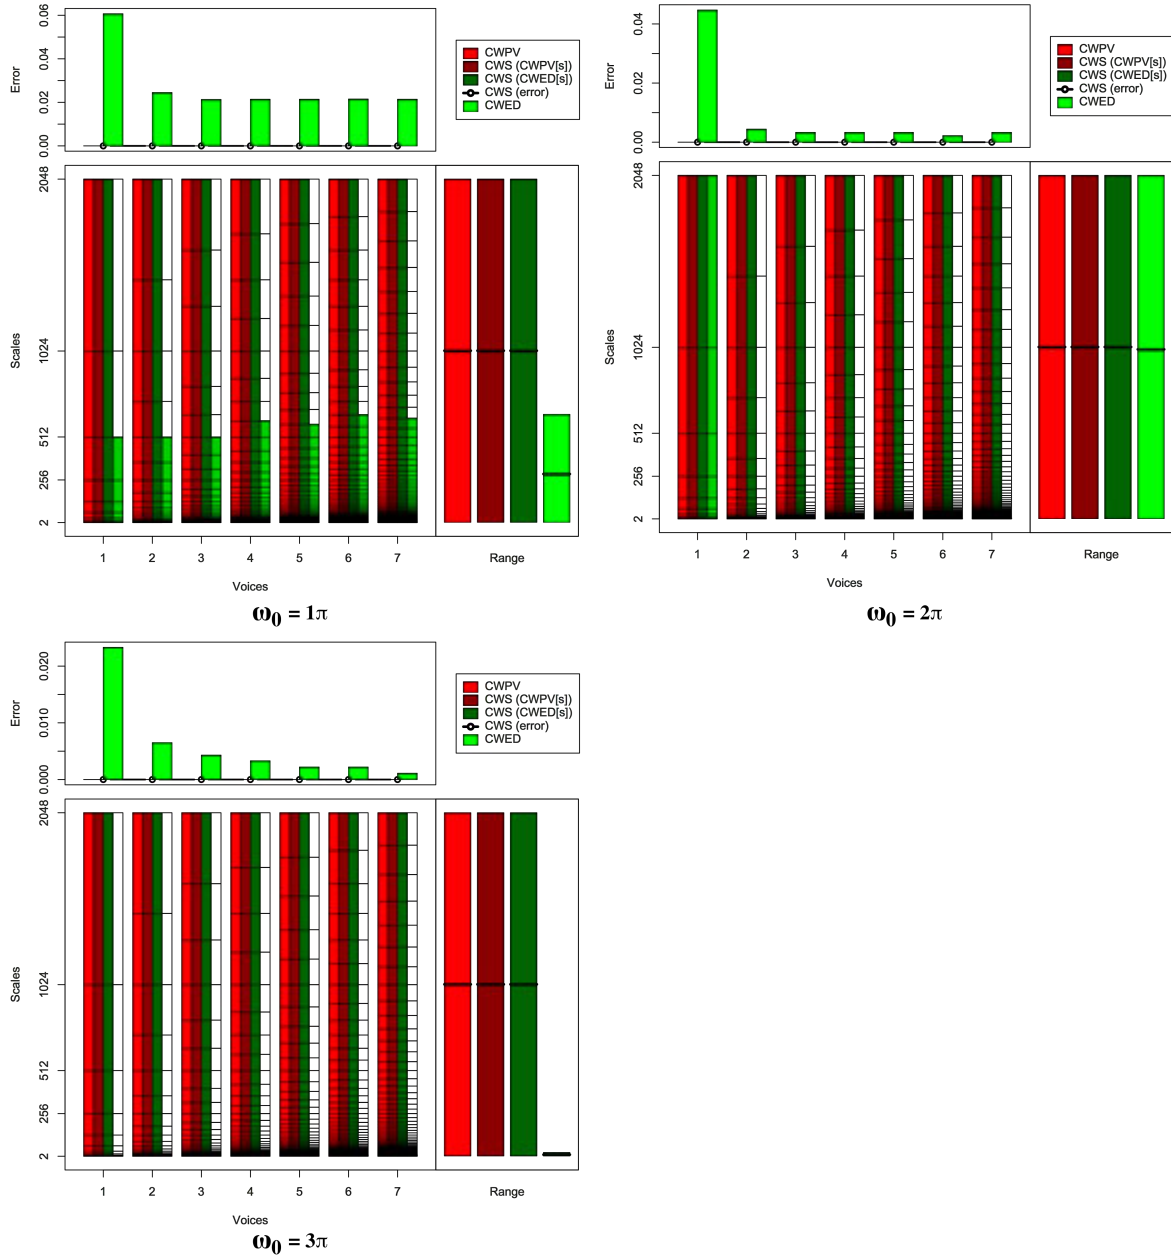 Error
0.00
0.02
0.04
0.06
CWPV
CWS (CWPV[s])
CWS (CWED[s])
CWS (error)
CWED
Scales
2048
1024
512
256
2
1 2 3 4 5 6 7
Range
Voices
ω₀ = 1π
Error
0.00
0.02
0.04
CWPV
CWS (CWPV[s])
CWS (CWED[s])
CWS (error)
CWED
Scales
2048
1024
512
256
2
1 2 3 4 5 6 7
Range
Voices
ω₀ = 2π
Error
0.000
0.010
0.020
CWPV
CWS (CWPV[s])
CWS (CWED[s])
CWS (error)
CWED
Scales
2048
1024
512
256
2
1 2 3 4 5 6 7
Range
Voices
ω₀ = 3π